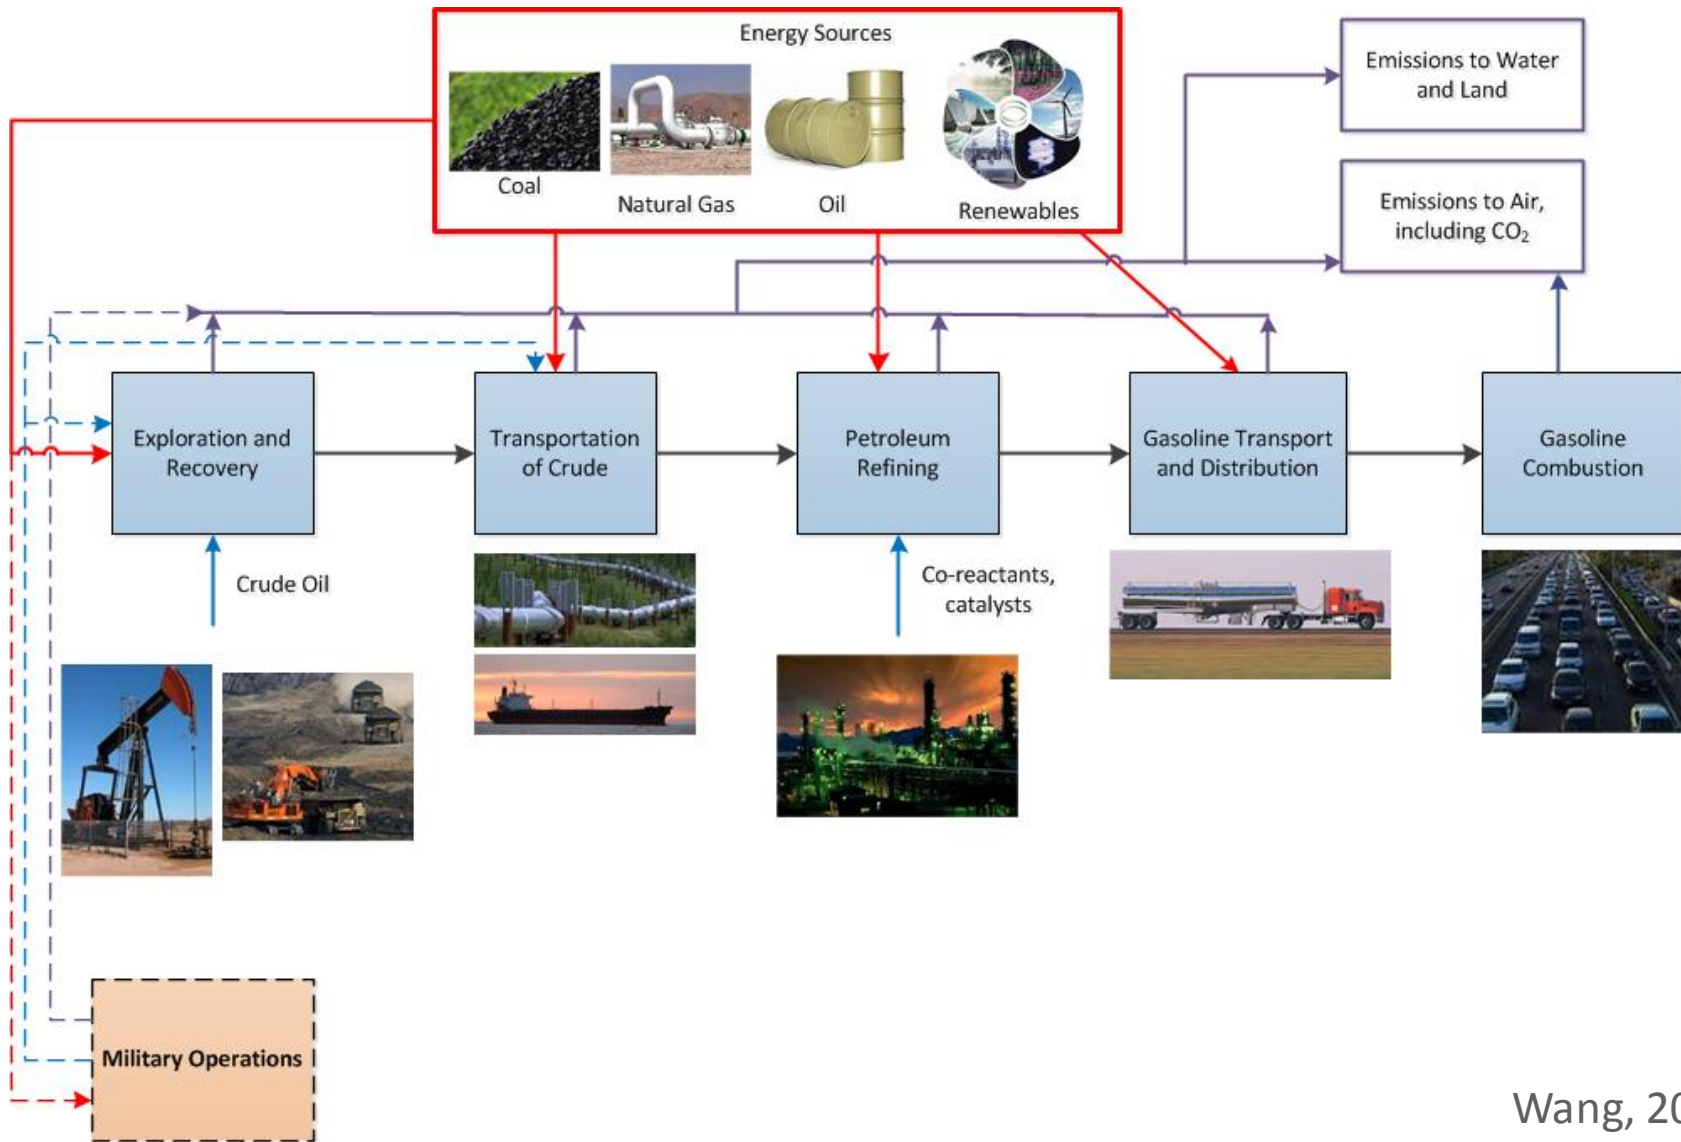 Energy Sources
Coal
Natural Gas
Oil
Renewables
Emissions to Water
and Land
Emissions to Air,
including CO₂
Exploration and
Recovery
Transportation
of Crude
Petroleum
Refining
Gasoline Transport
and Distribution
Gasoline
Combustion
Crude Oil
Co-reactants,
catalysts
Military Operations
Wang, 20